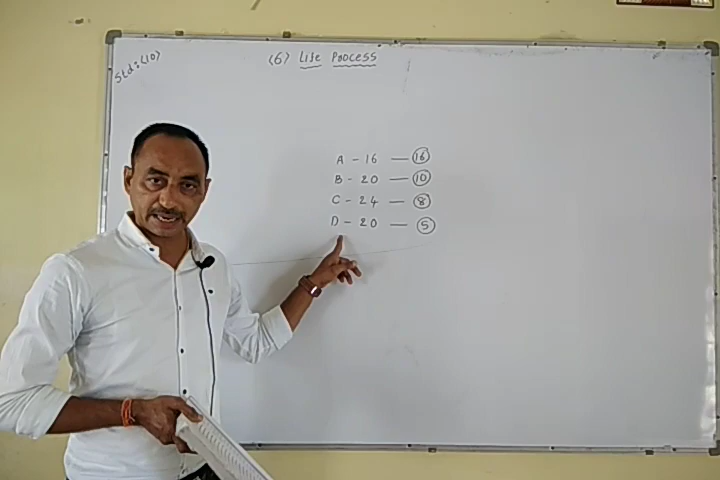 Std:(10)
(6) Life Process
A - 16 — 16
B - 20 — 10
C - 24 — 8
D - 20 — 5